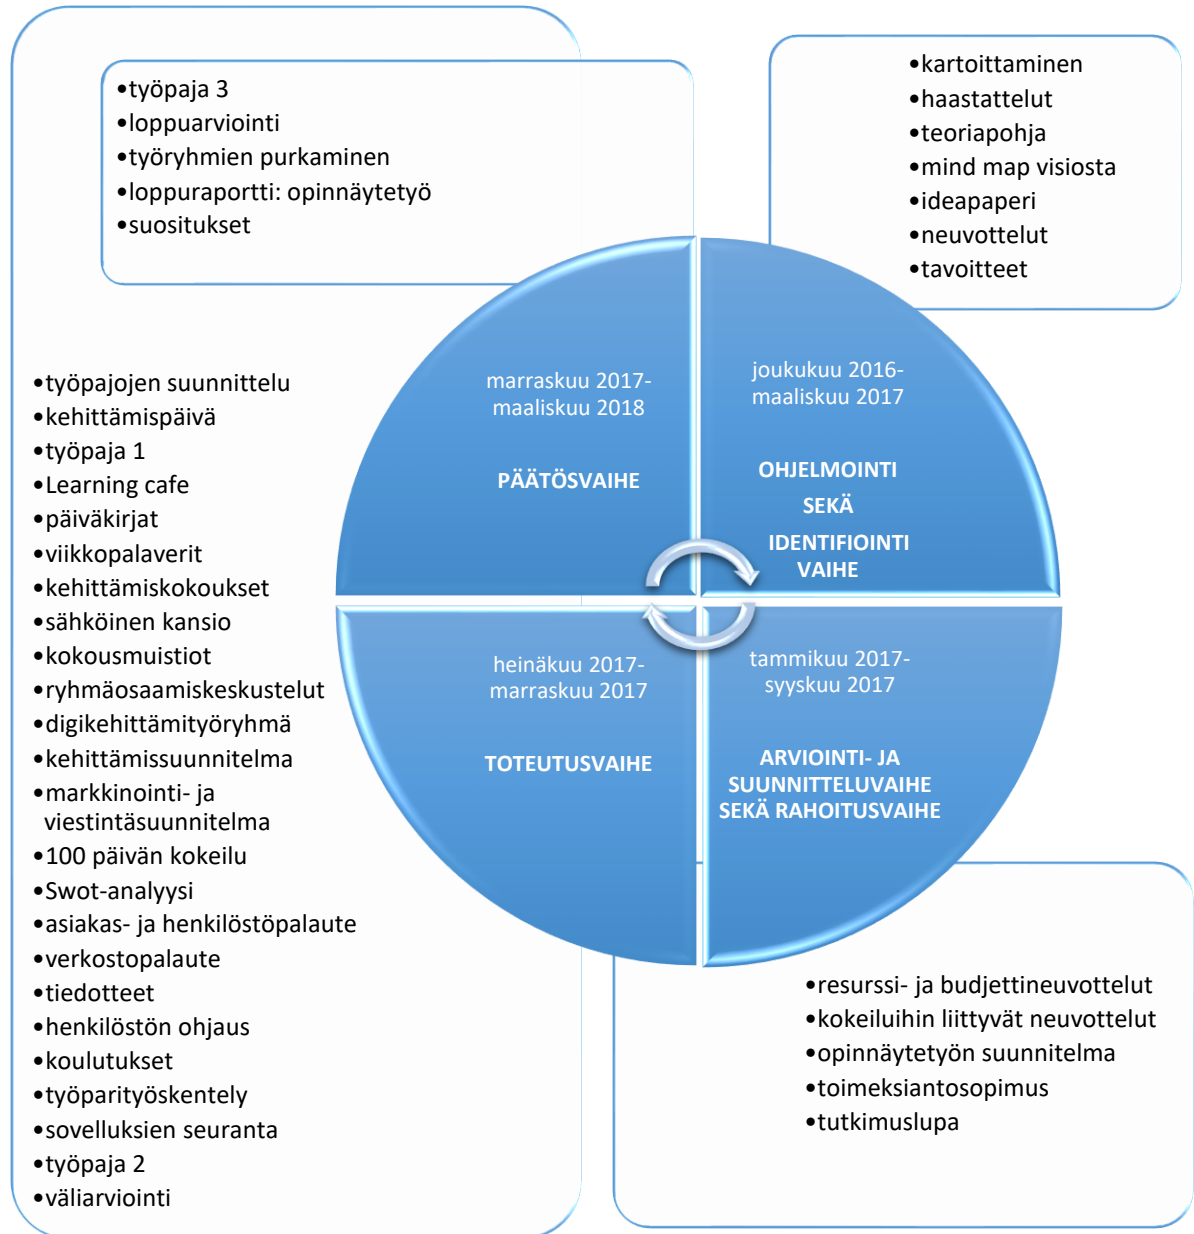 •työpaja 3
•loppuarviointi
•työryhmien purkaminen
•loppuraportti: opinnäytetyö
•suositukset
•kartoittaminen
•haastattelut
•teoriapohja
•mind map visiosta
•ideapaperi
•neuvottelut
•tavoitteet
marraskuu 2017-
maaliskuu 2018
PÄÄTÖSVAIHE
joukukuu 2016-
maaliskuu 2017
OHJELMOINTI
SEKÄ
IDENTIFIOINTI
VAIHE
•työpajojen suunnittelu
•kehittämispäivä
•työpaja 1
•Learning cafe
•päiväkirjat
•viikkopalaverit
•kehittämiskokoukset
•sähköinen kansio
•kokousmuistiot
•ryhmäosaamiskeskustelut
•digikehittämityöryhmä
•kehittämissuunnitelma
•markkinointi- ja
viestintäsuunnitelma
•100 päivän kokeilu
•Swot-analyysi
•asiakas- ja henkilöstöpalaute
•verkostopalaute
•tiedotteet
•henkilöstön ohjaus
•koulutukset
•työparityöskentely
•sovelluksien seuranta
•työpaja 2
•väliarviointi
heinäkuu 2017-
marraskuu 2017
TOTEUTUSVAIHE
tammikuu 2017-
syyskuu 2017
ARVIOINTI- JA
SUUNNITTELUVAIHE
SEKÄ RAHOITUSVAIHE
•resurssi- ja budjettineuvottelut
•kokeiluihin liittyvät neuvottelut
•opinnäytetyön suunnitelma
•toimeksiantosopimus
•tutkimuslupa